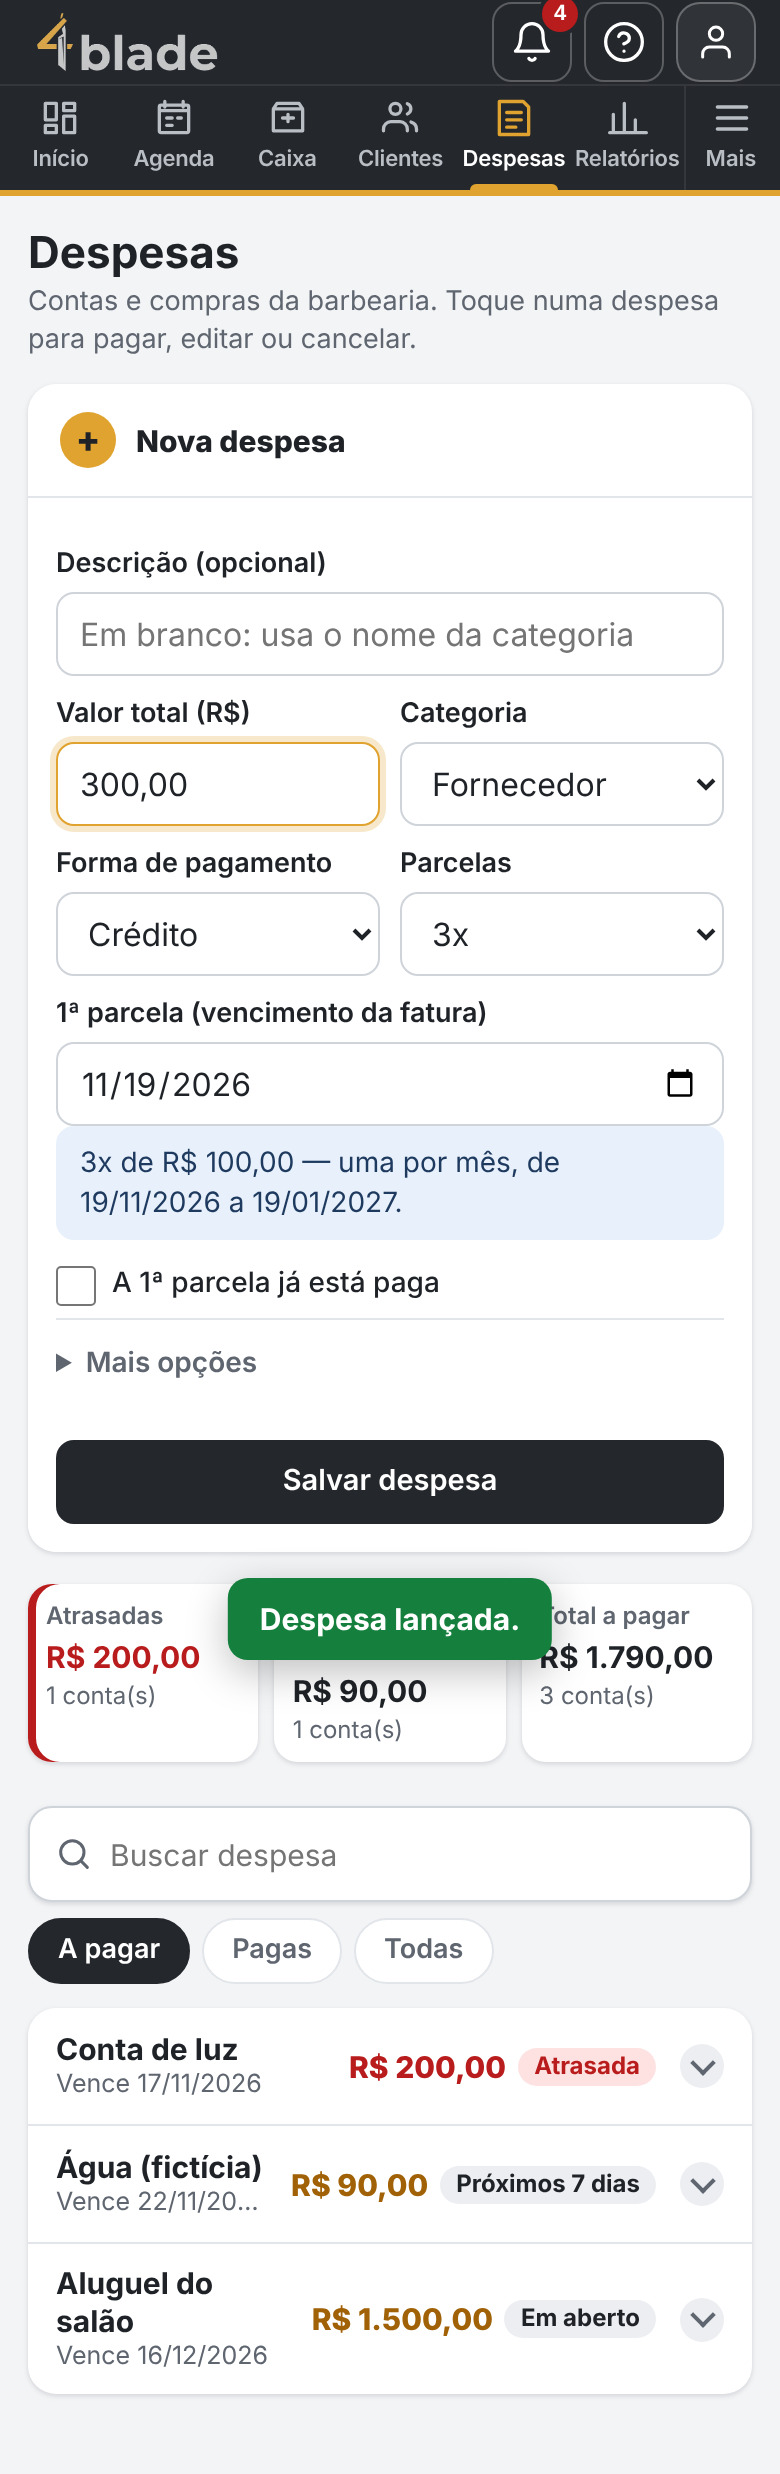 4blade
4
Início
Agenda
Caixa
Clientes
Despesas
Relatórios
Mais
Despesas
Contas e compras da barbearia. Toque numa despesa
para pagar, editar ou cancelar.
+ Nova despesa
Descrição (opcional)
Em branco: usa o nome da categoria
Valor total (R$)
Categoria
300,00
Fornecedor
Forma de pagamento
Parcelas
Crédito
3x
1ª parcela (vencimento da fatura)
11/19/2026
3x de R$ 100,00 — uma por mês, de
19/11/2026 a 19/01/2027.
A 1ª parcela já está paga
Mais opções
Salvar despesa
Despesa lançada.
Atrasadas
R$ 200,00
1 conta(s)
R$ 90,00
1 conta(s)
Total a pagar
R$ 1.790,00
3 conta(s)
Buscar despesa
A pagar
Pagas
Todas
Conta de luz
Vence 17/11/2026
R$ 200,00
Atrasada
Água (fictícia)
Vence 22/11/20...
R$ 90,00
Próximos 7 dias
Aluguel do
salão
Vence 16/12/2026
R$ 1.500,00
Em aberto